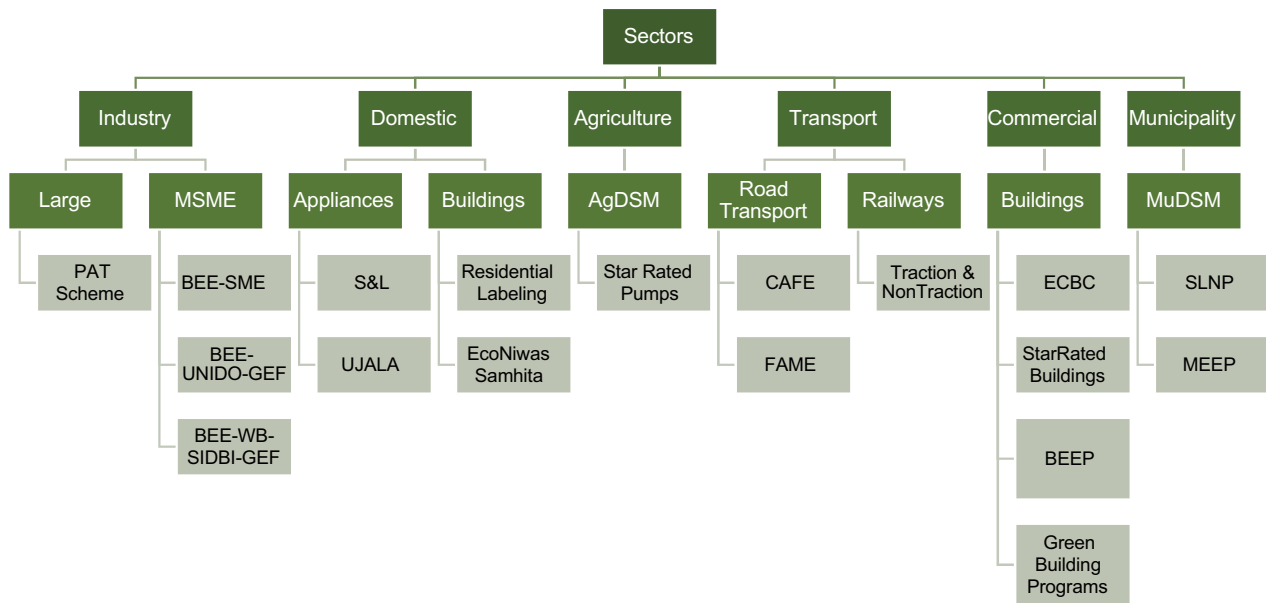 Sectors
Industry
Domestic
Agriculture
Transport
Commercial
Municipality
Large
MSME
Appliances
Buildings
AgDSM
Road
Transport
Railways
Buildings
MuDSM
PAT
Scheme
BEE-SME
S&L
Residential
Labeling
Star Rated
Pumps
CAFE
Traction &
NonTraction
ECBC
SLNP
BEE-
UNIDO-GEF
UJALA
EcoNiwas
Samhita
FAME
StarRated
Buildings
MEEP
BEE-WB-
SIDBI-GEF
BEEP
Green
Building
Programs